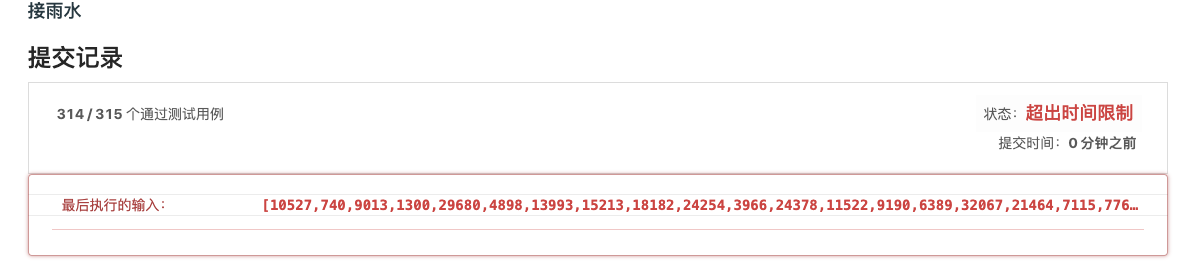 接雨水
提交记录
314 / 315 个通过测试用例
状态：超出时间限制
提交时间：0 分钟之前
最后执行的输入： [10527,740,9013,1300,29680,4898,13993,15213,18182,24254,3966,24378,11522,9190,6389,32067,21464,7115,776…